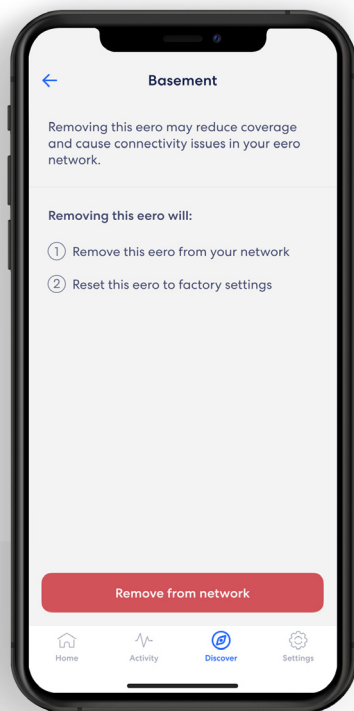 Basement
Removing this eero may reduce coverage
and cause connectivity issues in your eero
network.
Removing this eero will:
1 Remove this eero from your network
2 Reset this eero to factory settings
Remove from network
Home Activity Discover Settings